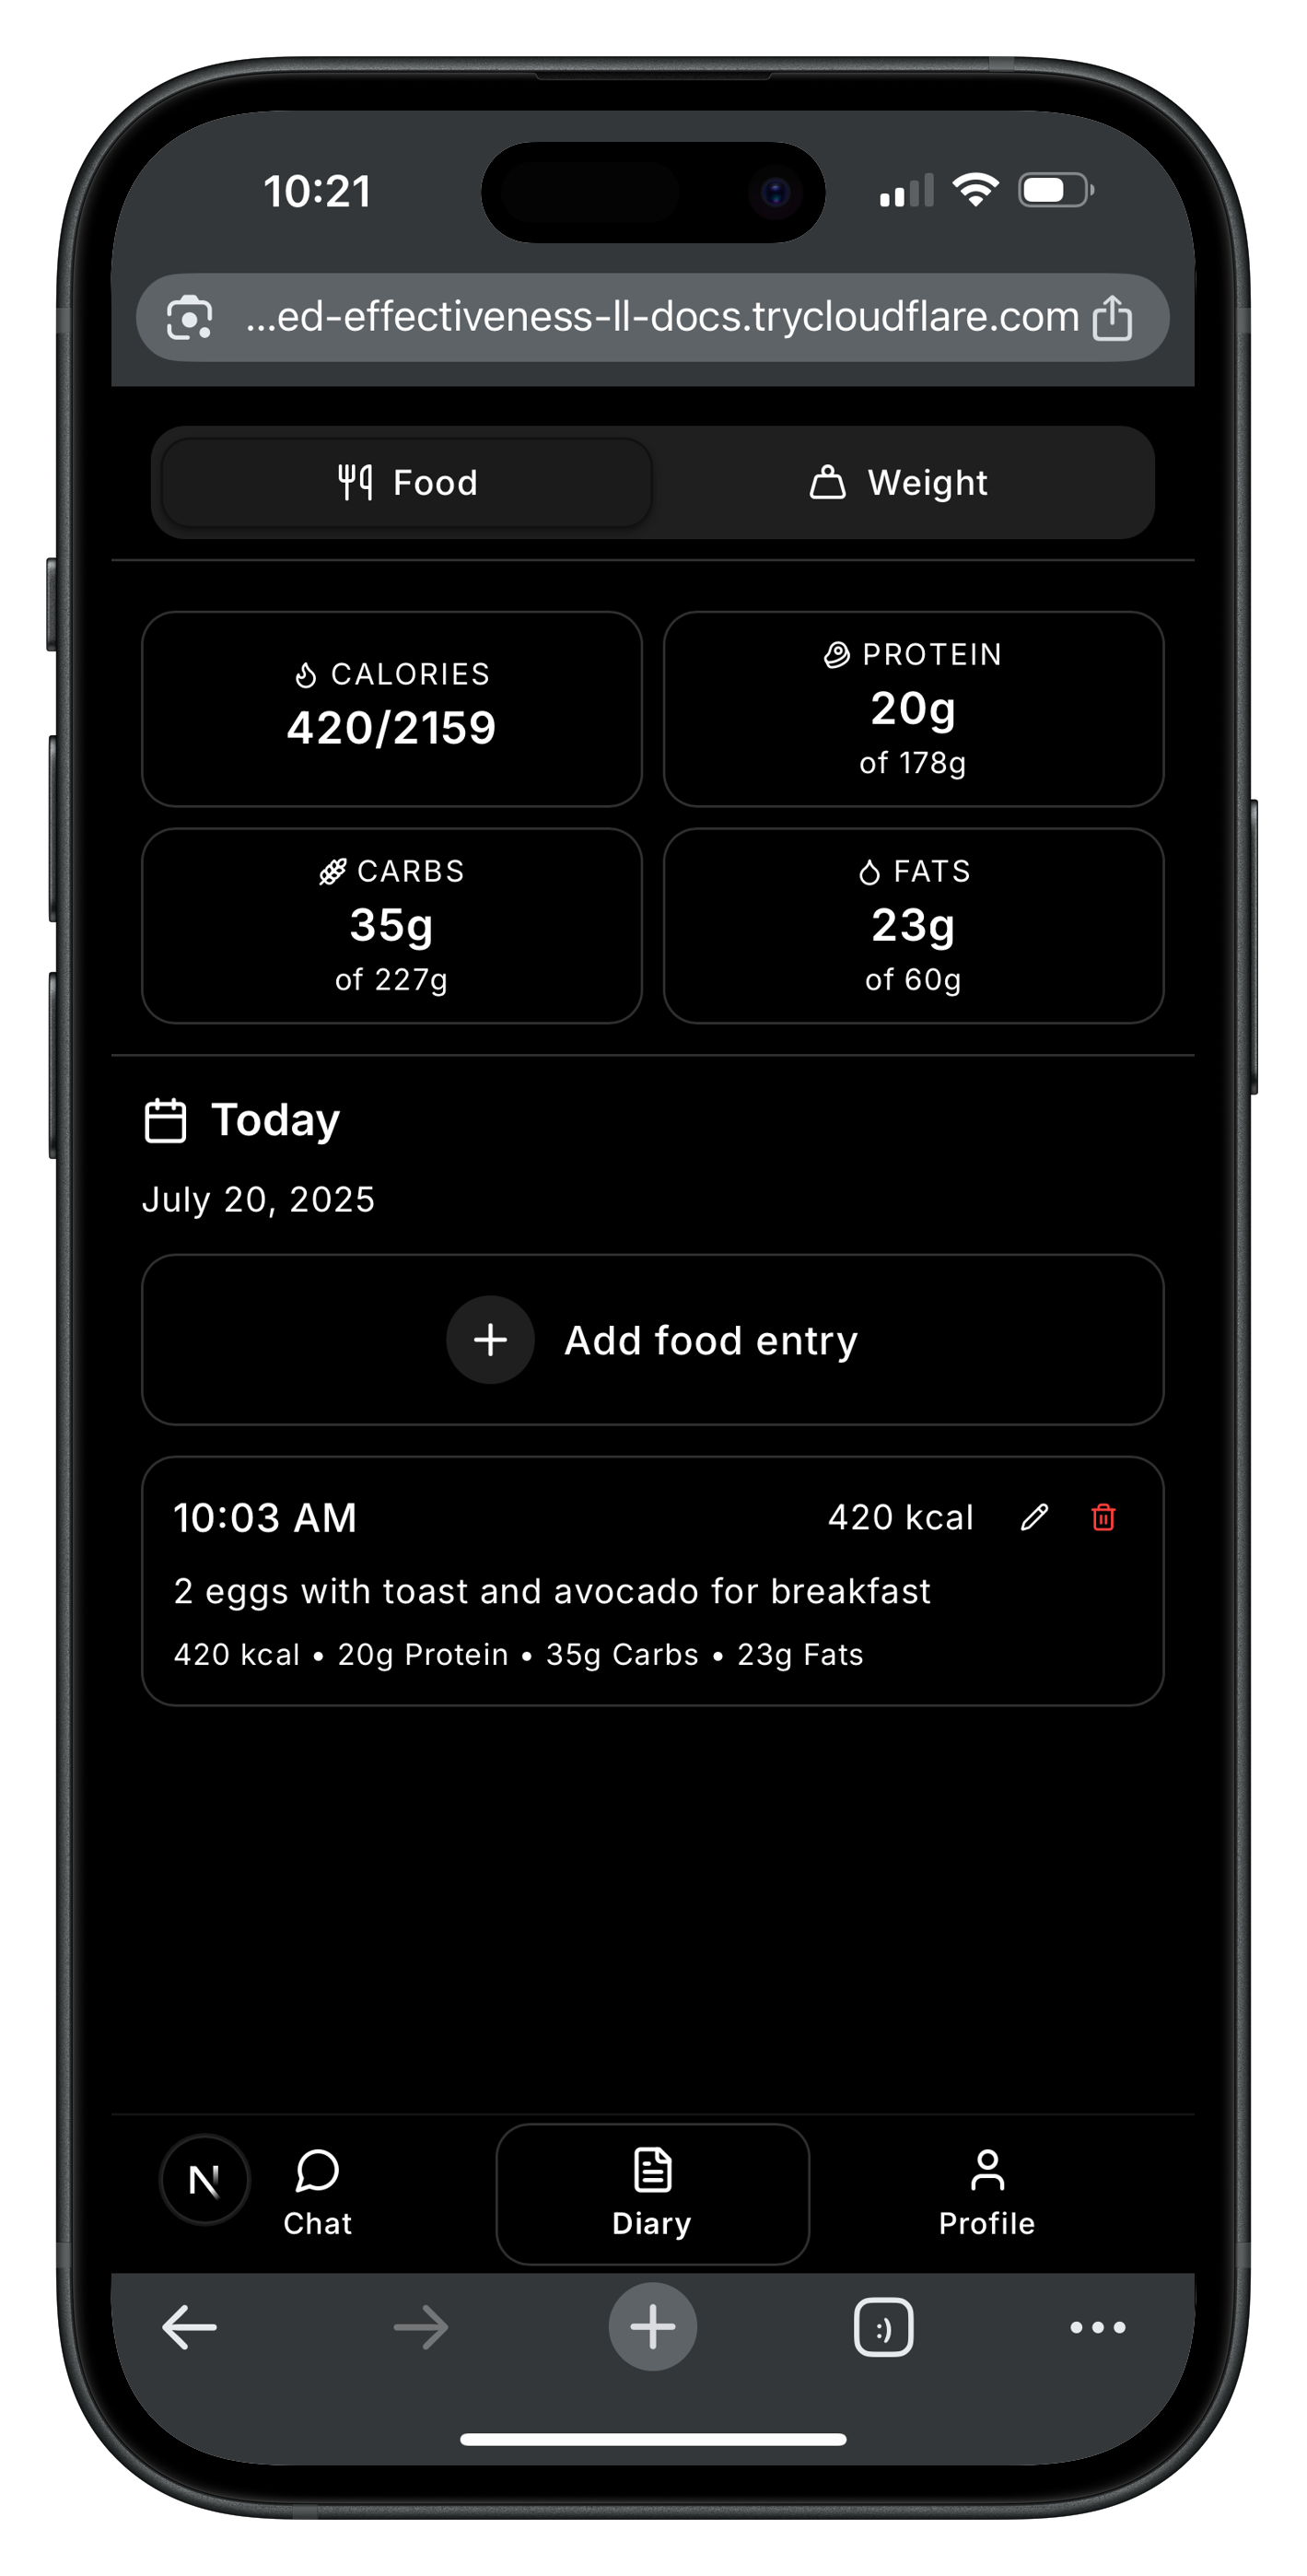 10:21
...ed-effectiveness-ll-docs.trycloudflare.com
Food
Weight
CALORIES
420/2159
PROTEIN
20g
of 178g
CARBS
35g
of 227g
FATS
23g
of 60g
Today
July 20, 2025
Add food entry
10:03 AM
420 kcal
2 eggs with toast and avocado for breakfast
420 kcal • 20g Protein • 35g Carbs • 23g Fats
N
Chat
Diary
Profile
:)